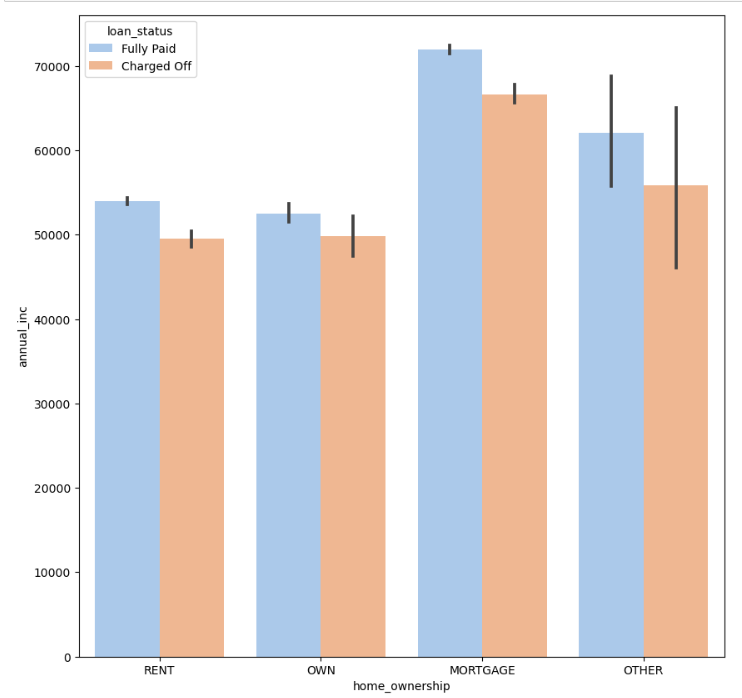 loan_status
Fully Paid
Charged Off
70000
60000
50000
40000
30000
20000
10000
0
annual_inc
RENT OWN MORTGAGE OTHER
home_ownership